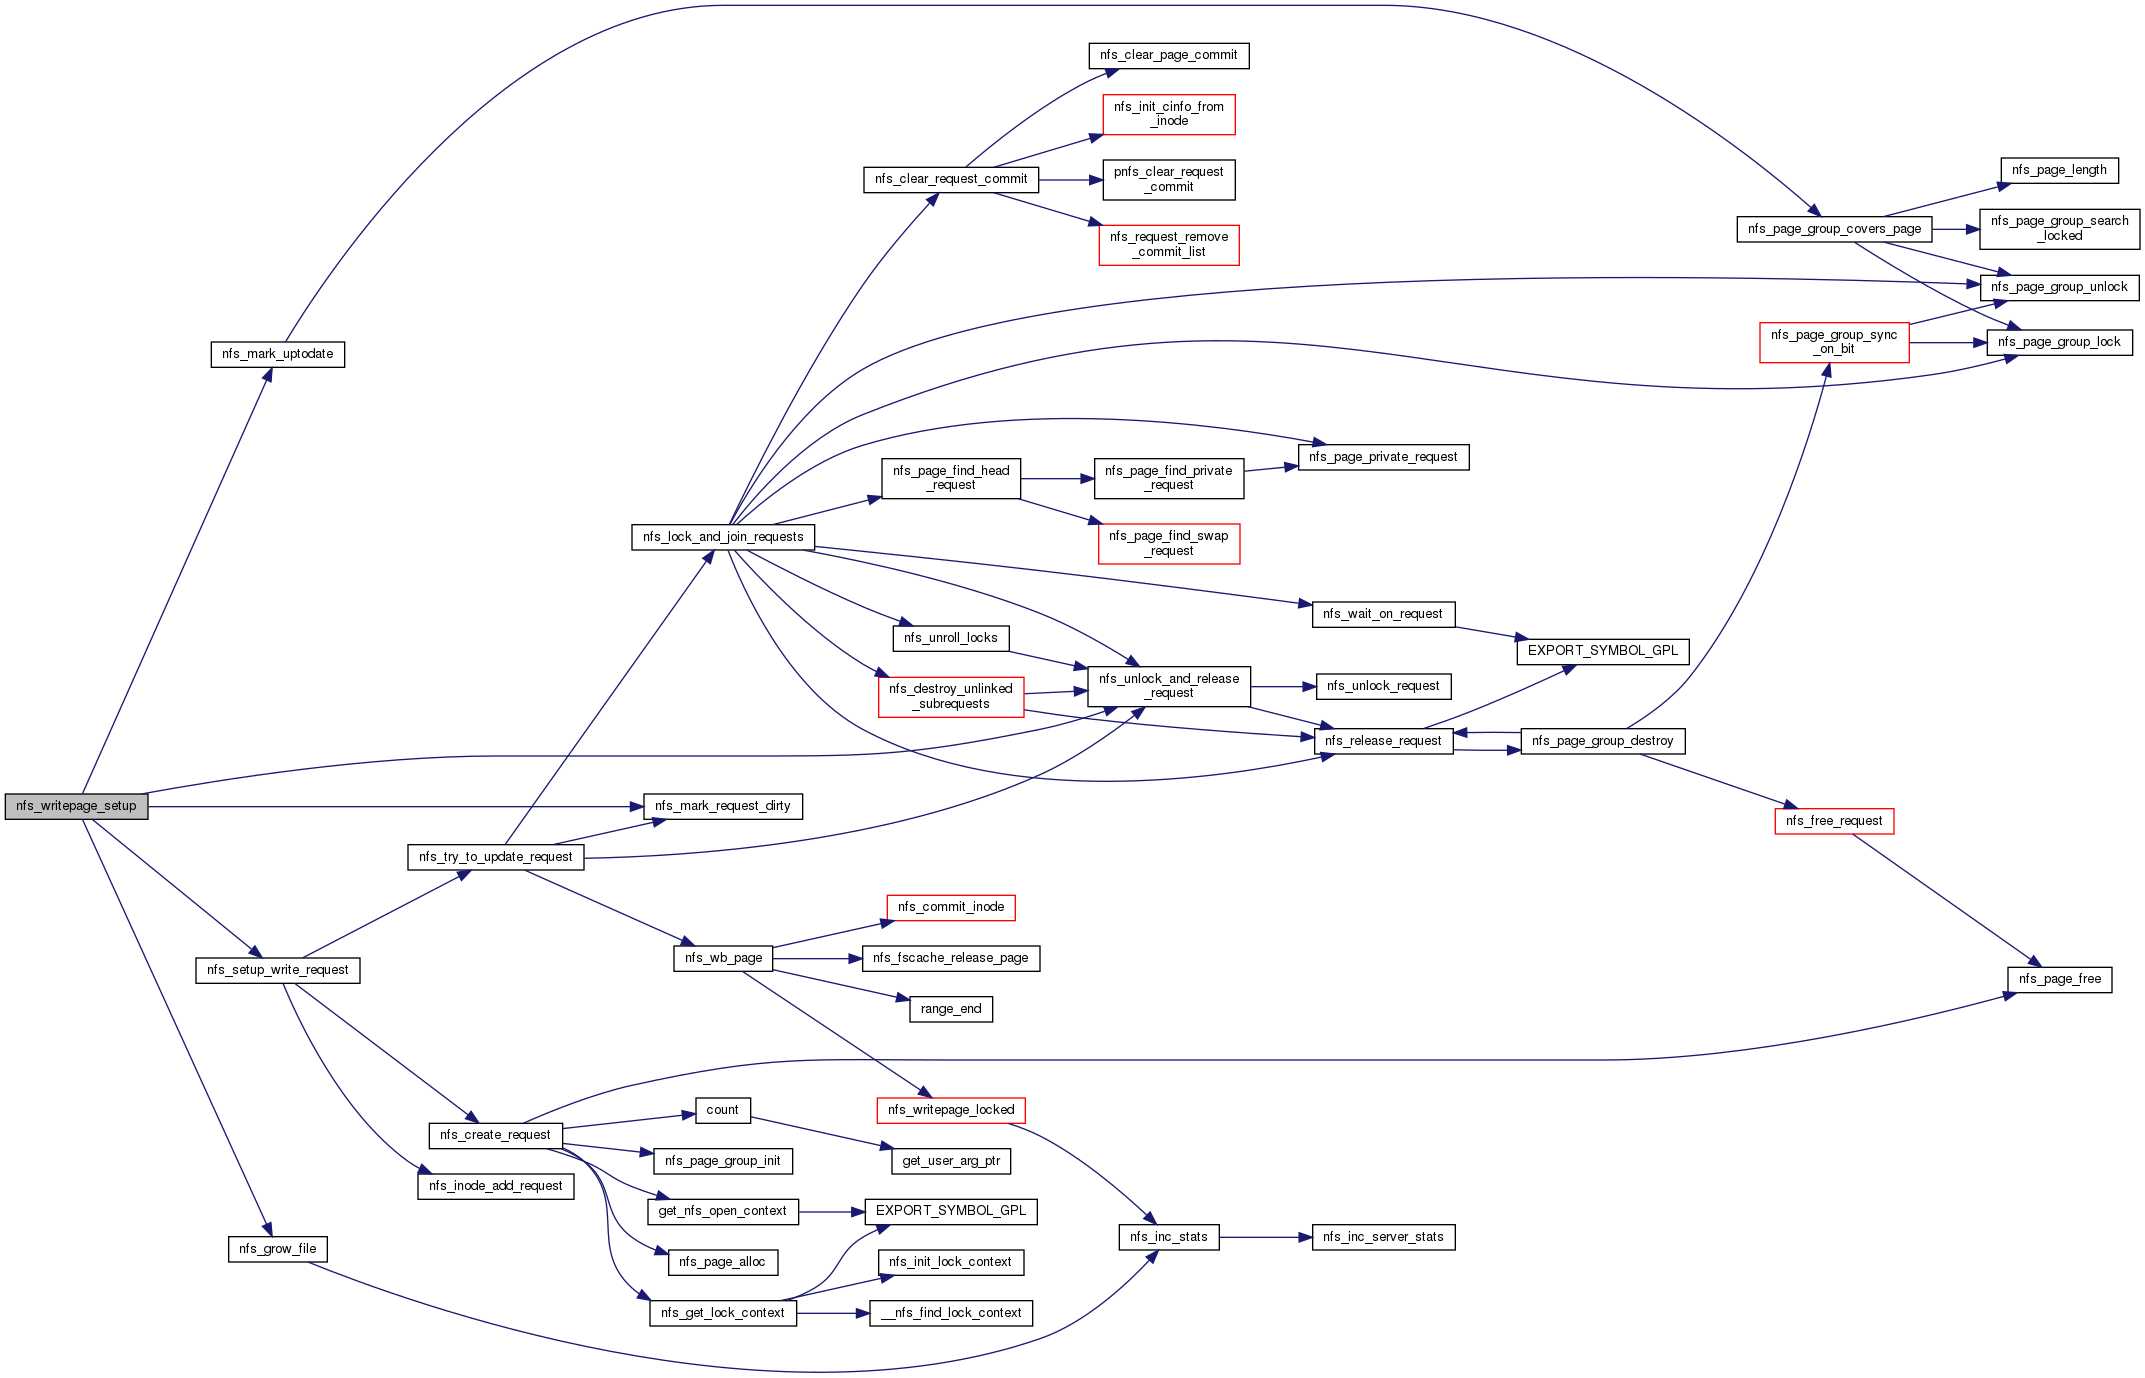 nfs_clear_page_commit
nfs_init_cinfo_from
_inode
nfs_clear_request_commit
pnfs_clear_request
_commit
nfs_request_remove
_commit_list
nfs_page_length
nfs_page_group_covers_page
nfs_page_group_search
_locked
nfs_page_group_unlock
nfs_page_group_sync
_on_bit
nfs_page_group_lock
nfs_mark_uptodate
nfs_page_private_request
nfs_page_find_head
_request
nfs_page_find_private
_request
nfs_lock_and_join_requests
nfs_page_find_swap
_request
nfs_wait_on_request
nfs_unroll_locks
EXPORT_SYMBOL_GPL
nfs_destroy_unlinked
_subrequests
nfs_unlock_and_release
_request
nfs_unlock_request
nfs_release_request
nfs_page_group_destroy
nfs_writepage_setup
nfs_mark_request_dirty
nfs_free_request
nfs_try_to_update_request
nfs_commit_inode
nfs_setup_write_request
nfs_wb_page
nfs_fscache_release_page
nfs_page_free
range_end
nfs_writepage_locked
count
nfs_create_request
nfs_page_group_init
get_user_arg_ptr
nfs_inode_add_request
get_nfs_open_context
EXPORT_SYMBOL_GPL
nfs_inc_stats
nfs_inc_server_stats
nfs_grow_file
nfs_page_alloc
nfs_init_lock_context
nfs_get_lock_context
__nfs_find_lock_context